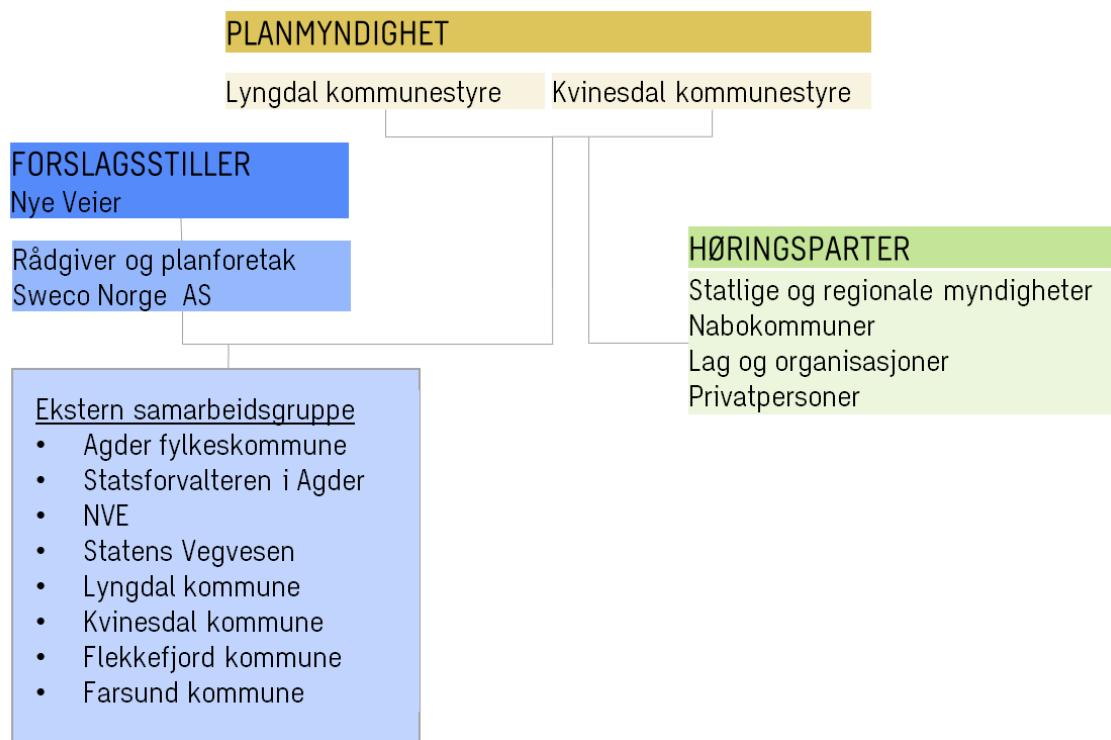 PLANMYNDIGHET
Lyngdal kommunestyre
Kvinesdal kommunestyre
FORSLAGSSTILLER
Nye Veier
Rådgiver og planforetak
Sweco Norge AS
HØRINGSPARTER
Statlige og regionale myndigheter
Nabokommuner
Lag og organisasjoner
Privatpersoner
Ekstern samarbeidsgruppe
• Agder fylkeskommune
• Statsforvalteren i Agder
• NVE
• Statens Vegvesen
• Lyngdal kommune
• Kvinesdal kommune
• Flekkefjord kommune
• Farsund kommune